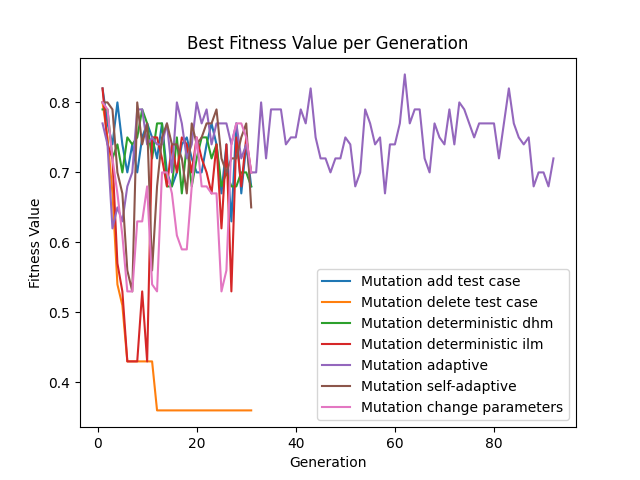 Best Fitness Value per Generation
Fitness Value
0.8
0.7
0.6
0.5
0.4
Mutation add test case
Mutation delete test case
Mutation deterministic dhm
Mutation deterministic ilm
Mutation adaptive
Mutation self-adaptive
Mutation change parameters
0 20 40 60 80
Generation